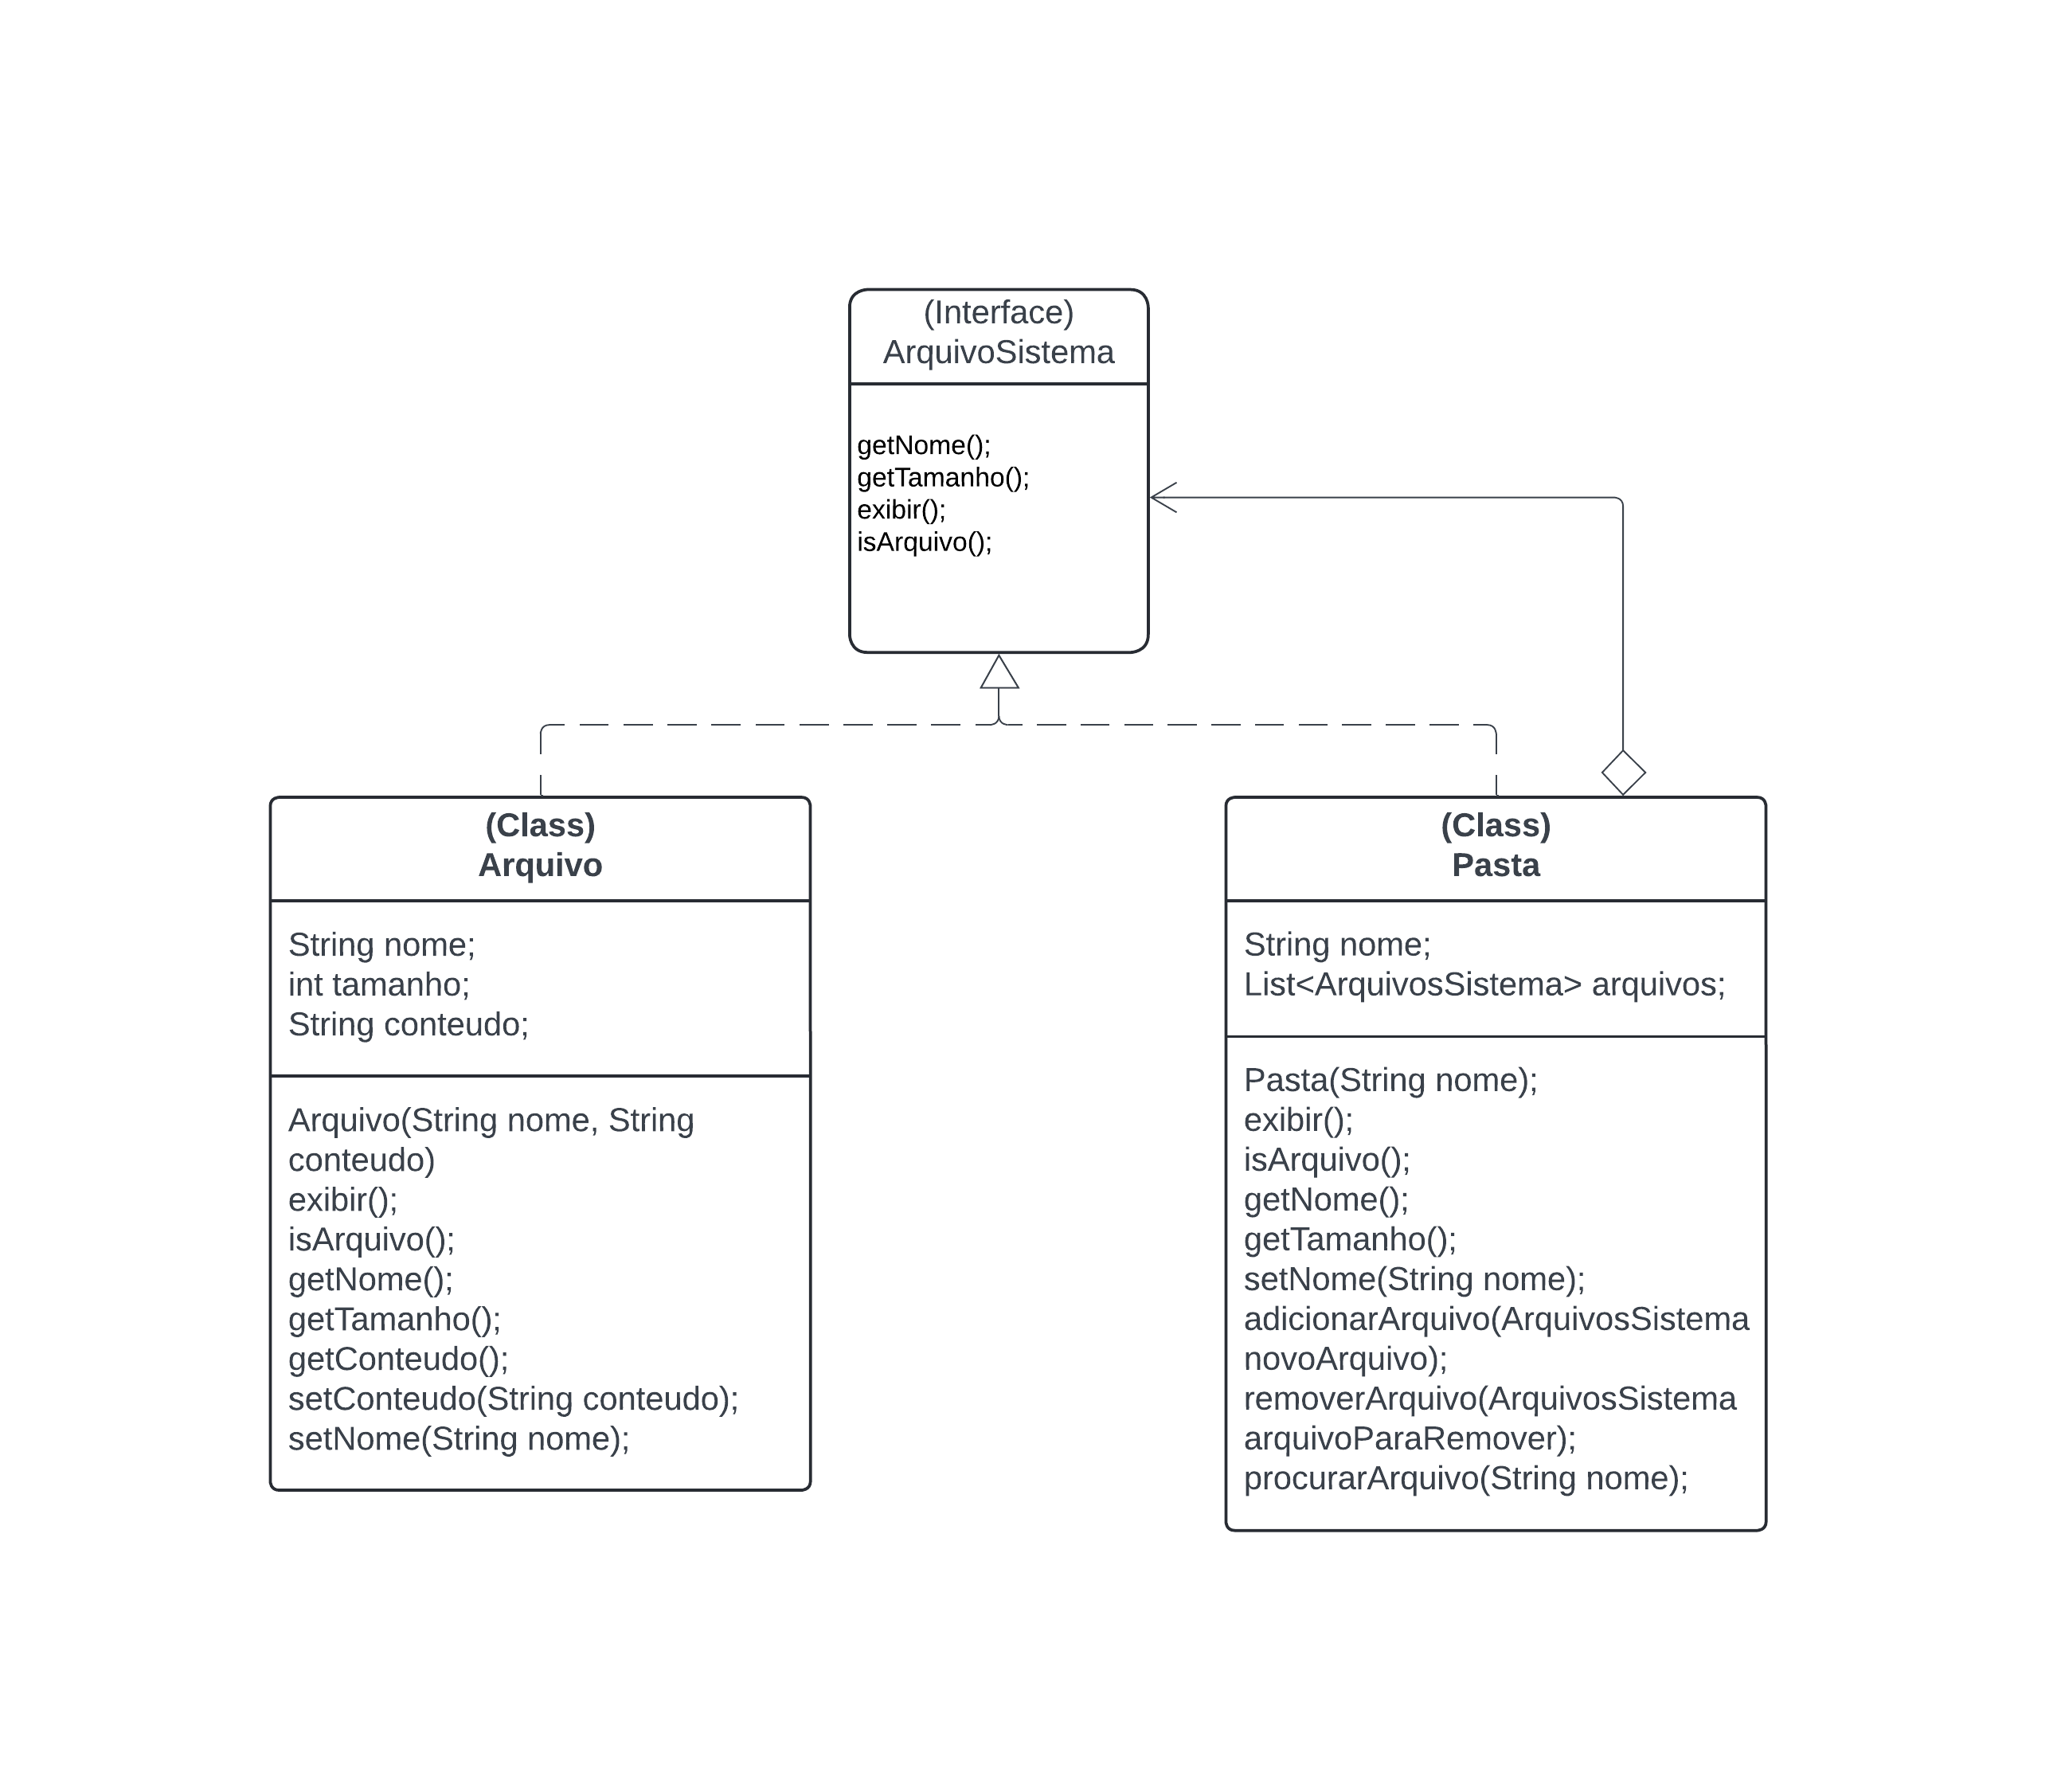 (Interface)
ArquivoSistema
getNome();
getTamanho();
exibir();
isArquivo();
(Class)
Arquivo
String nome;
int tamanho;
String conteudo;
Arquivo(String nome, String
conteudo)
exibir();
isArquivo();
getNome();
getTamanho();
getConteudo();
setConteudo(String conteudo);
setNome(String nome);
(Class)
Pasta
String nome;
List<ArquivosSistema> arquivos;
Pasta(String nome);
exibir();
isArquivo();
getNome();
getTamanho();
setNome(String nome);
adicionarArquivo(ArquivosSistema
novoArquivo);
removerArquivo(ArquivosSistema
arquivoParaRemover);
procurarArquivo(String nome);